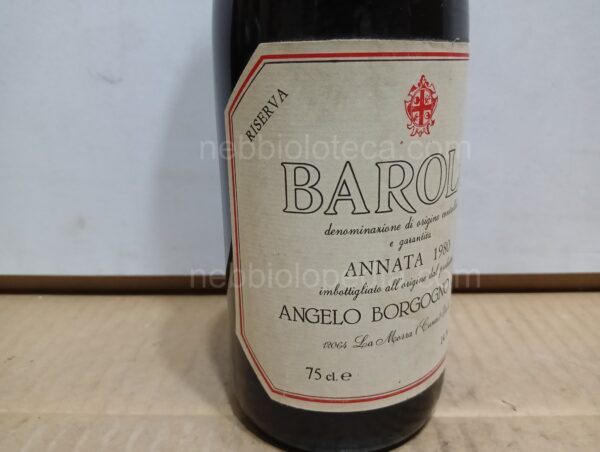 RISERVA
BAROL
denominazione di origine controlla
e garantita
ANNATA 1980
imbottigliato all'origine dal
ANGELO BORGOGNO
12064 La Morra
75 cl. e
nebbioloteca.com
nebbioloteca.com